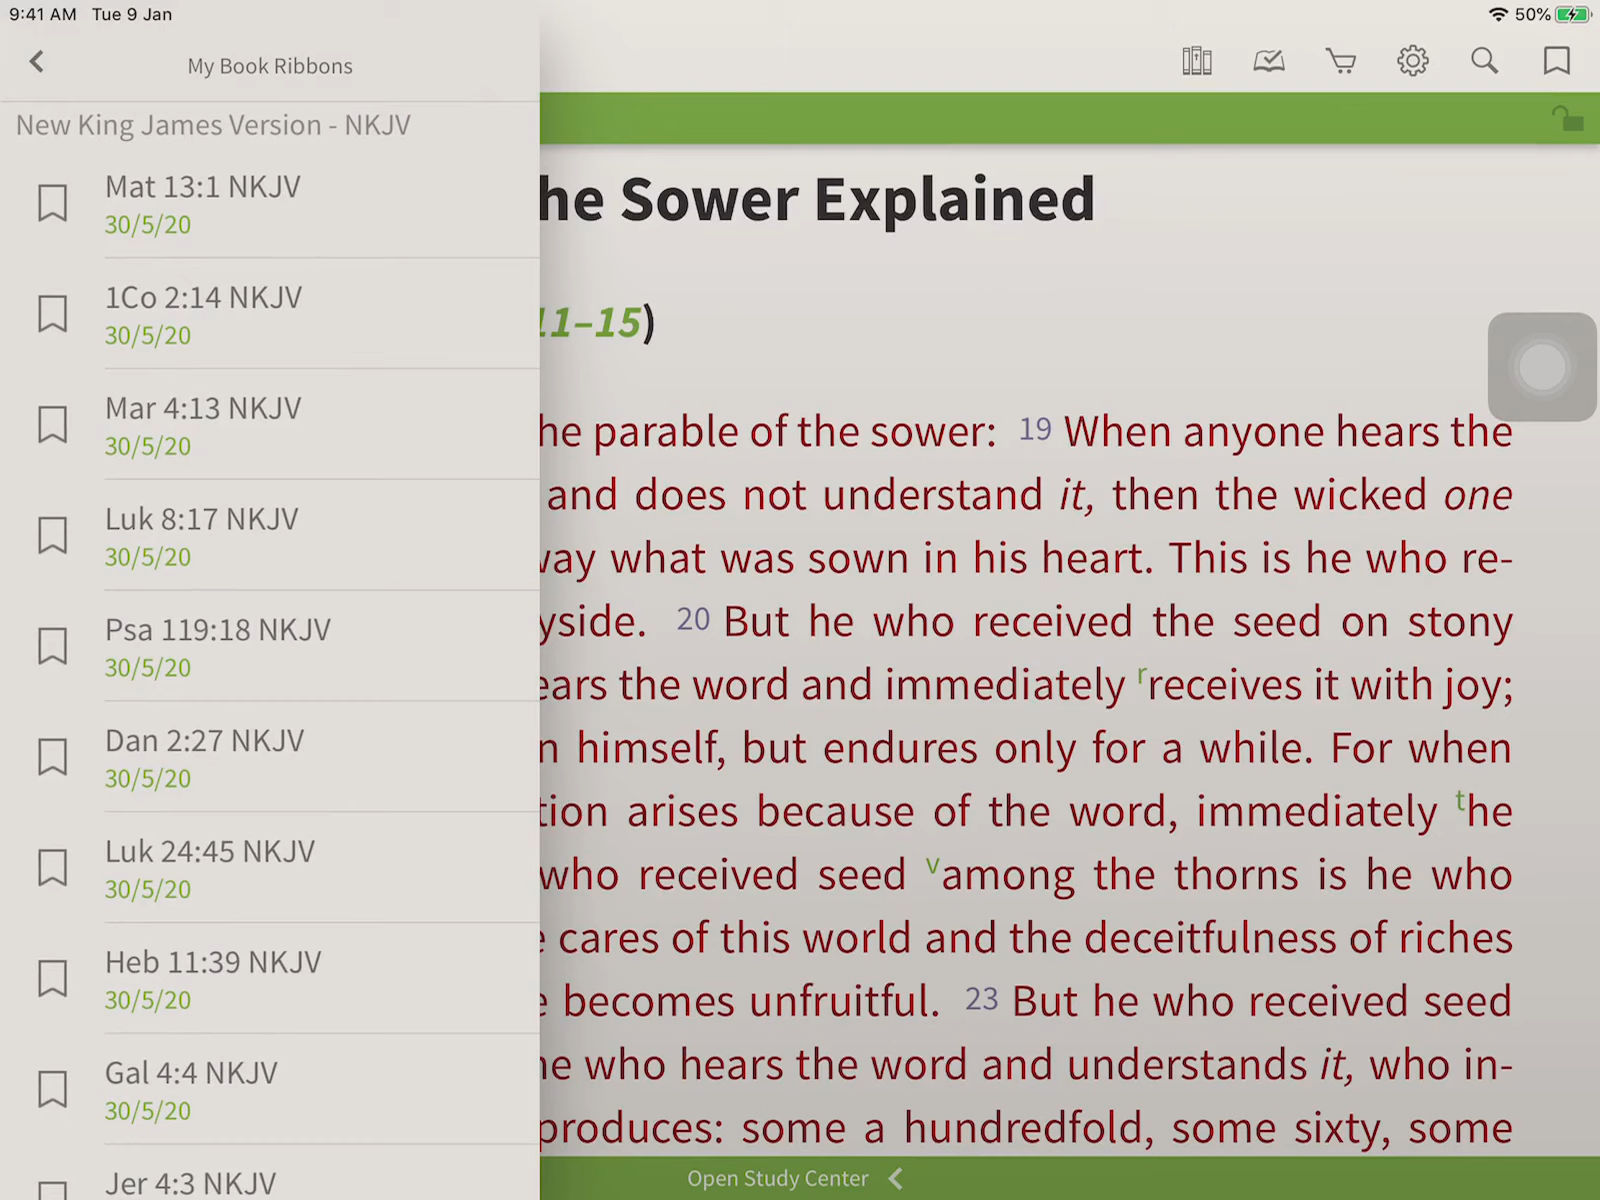 9:41 AM Tue 9 Jan 50%
My Book Ribbons
New King James Version - NKJV
Mat 13:1 NKJV
30/5/20
1Co 2:14 NKJV
30/5/20
Mar 4:13 NKJV
30/5/20
Luk 8:17 NKJV
30/5/20
Psa 119:18 NKJV
30/5/20
Dan 2:27 NKJV
30/5/20
Luk 24:45 NKJV
30/5/20
Heb 11:39 NKJV
30/5/20
Gal 4:4 NKJV
30/5/20
Jer 4:3 NKJV
he Sower Explained
11–15)
he parable of the sower: 19 When anyone hears the
and does not understand it, then the wicked one
way what was sown in his heart. This is he who re-
yside. 20 But he who received the seed on stony
ears the word and immediately r receives it with joy;
n himself, but endures only for a while. For when
tion arises because of the word, immediately t he
who received seed v among the thorns is he who
e cares of this world and the deceitfulness of riches
e becomes unfruitful. 23 But he who received seed
he who hears the word and understands it, who in-
produces: some a hundredfold, some sixty, some
Open Study Center